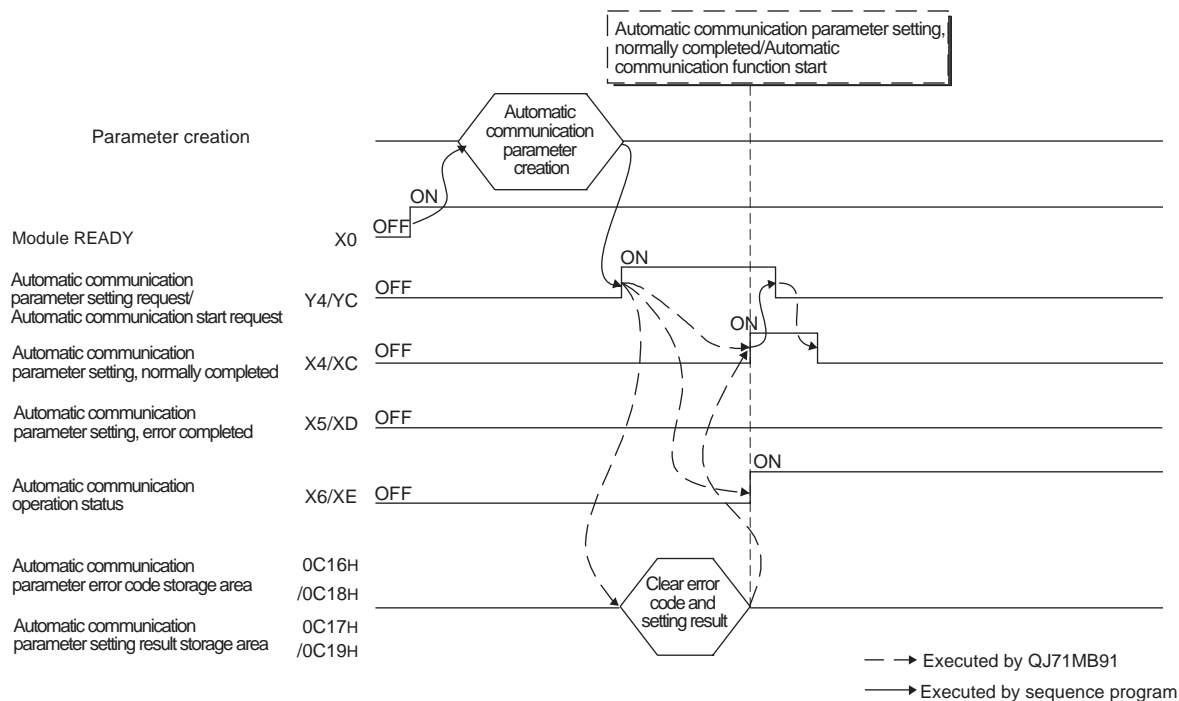 Automatic communication parameter setting,
normally completed/Automatic
communication function start
Automatic
communication
parameter
creation
Parameter creation
ON
OFF
Module READY X0
ON
Automatic communication
parameter setting request/
Automatic communication start request
Y4/YC
OFF
ON
Automatic communication
parameter setting, normally completed
X4/XC
OFF
Automatic communication
parameter setting, error completed
X5/XD
OFF
ON
Automatic communication
operation status
X6/XE
OFF
Automatic communication
parameter error code storage area
0C16H
/0C18H
Clear error
code and
setting result
Automatic communication
parameter setting result storage area
0C17H
/0C19H
Executed by QJ71MB91
Executed by sequence program